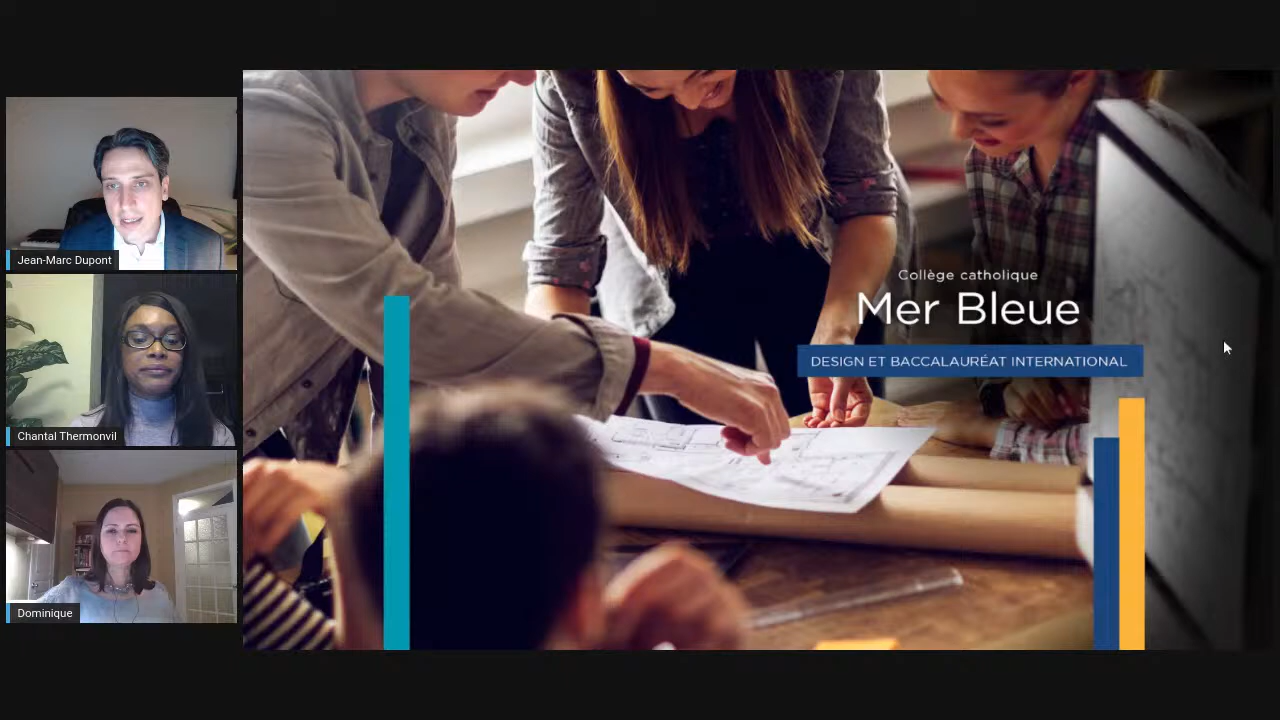 Jean-Marc Dupont
Chantal Thermonvil
Dominique
Collège catholique
Mer Bleue
DESIGN ET BACCALAURÉAT INTERNATIONAL